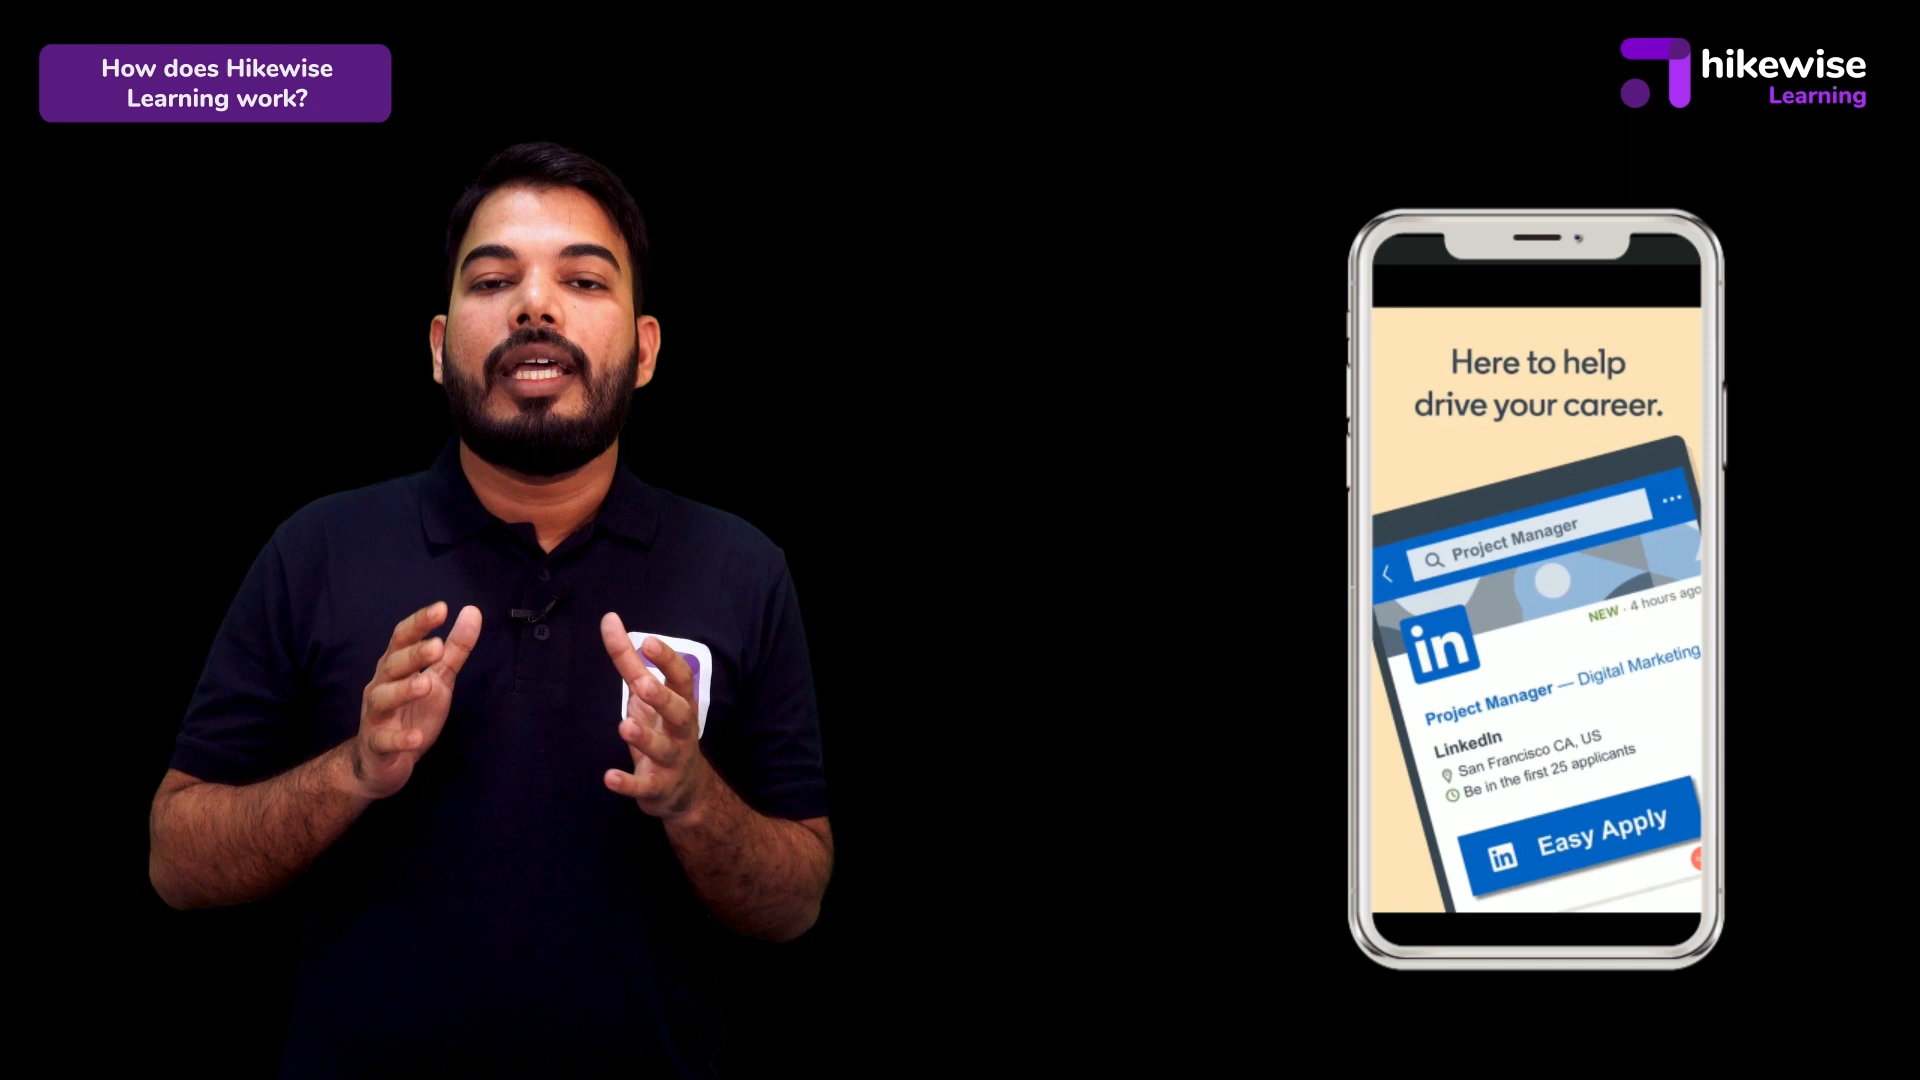 How does Hikewise
Learning work?
hikewise
Learning
Here to help
drive your career.
Project Manager
NEW · 4 hours ago
in
Project Manager — Digital Marketing
LinkedIn
San Francisco CA, US
Be in the first 25 applicants
in Easy Apply